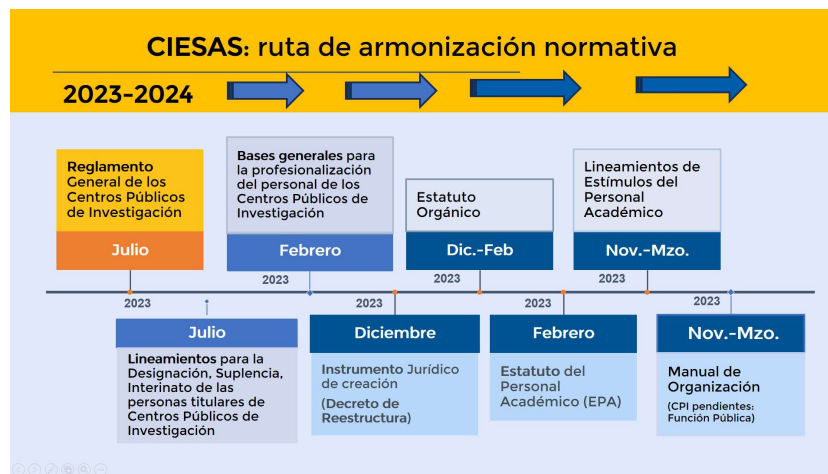 CIESAS: ruta de armonización normativa
2023-2024
Reglamento
General de los
Centros Públicos
de Investigación
Julio
2023
Bases generales para
la profesionalización
del personal de los
Centros Públicos de
Investigación
Febrero
2023
Estatuto
Orgánico
Dic.-Feb
2023
Lineamientos de
Estímulos del
Personal
Académico
Nov.-Mzo.
2023
Julio
Lineamientos para la
Designación, Suplencia,
Interinato de las
personas titulares de
Centros Públicos de
Investigación
2023
Diciembre
Instrumento Jurídico
de creación
(Decreto de
Reestructura)
2023
Febrero
Estatuto del
Personal
Académico (EPA)
2023
Nov.-Mzo.
Manual de
Organización
(CPI pendientes:
Función Pública)